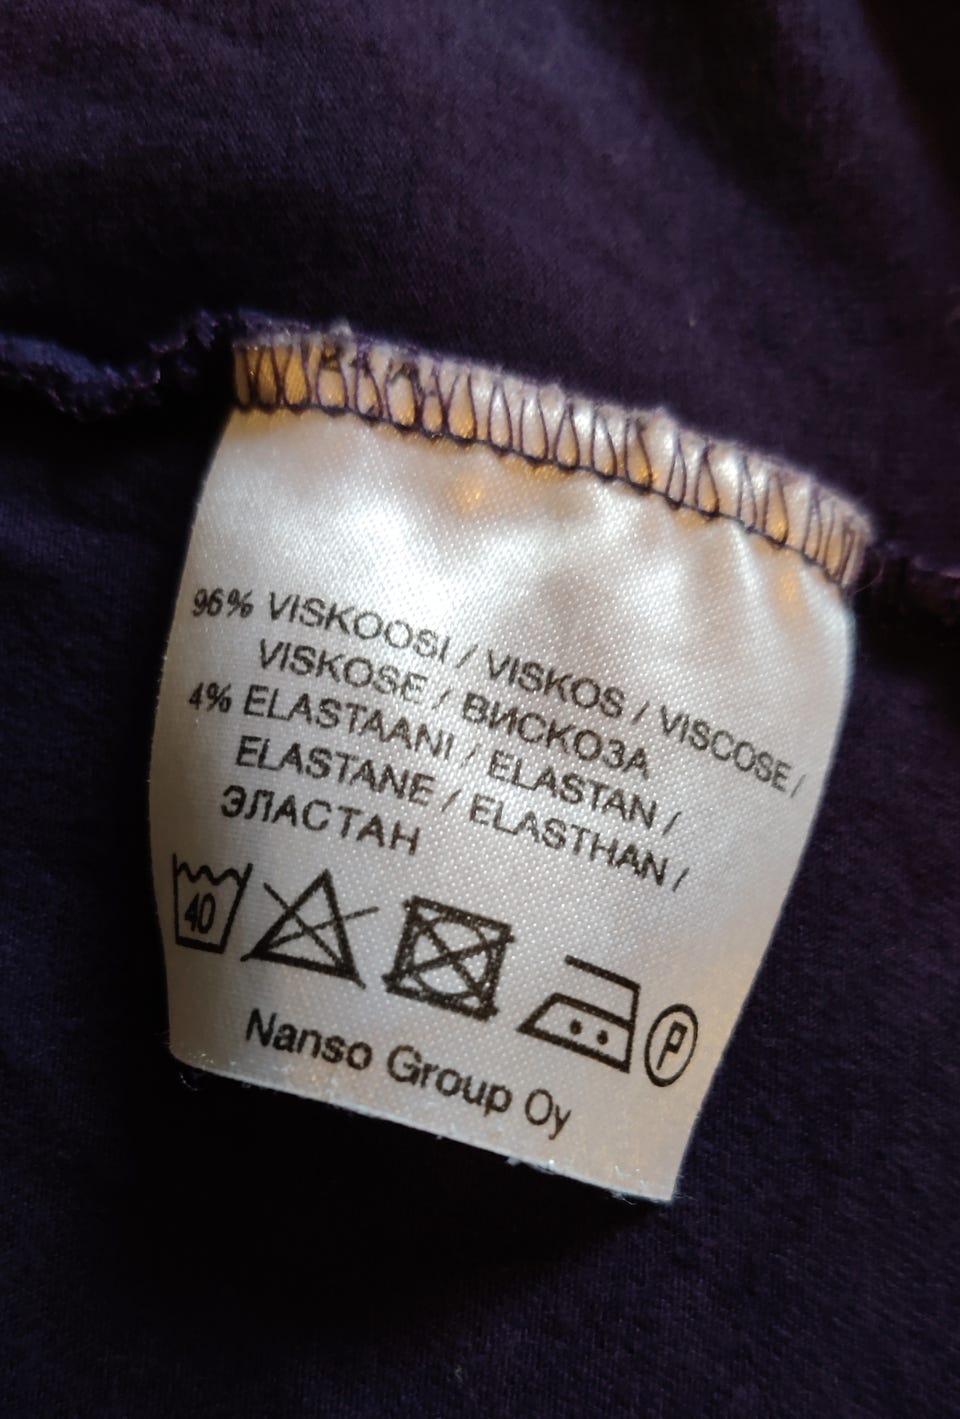 96% VISKOOSI / VISKOS / VISCOSE /
VISKOSE / ВИСКОЗА
4% ELASTAANI / ELASTAN /
ELASTANE / ELASTHAN /
ЭЛАСТАН
40 P
Nanso Group Oy